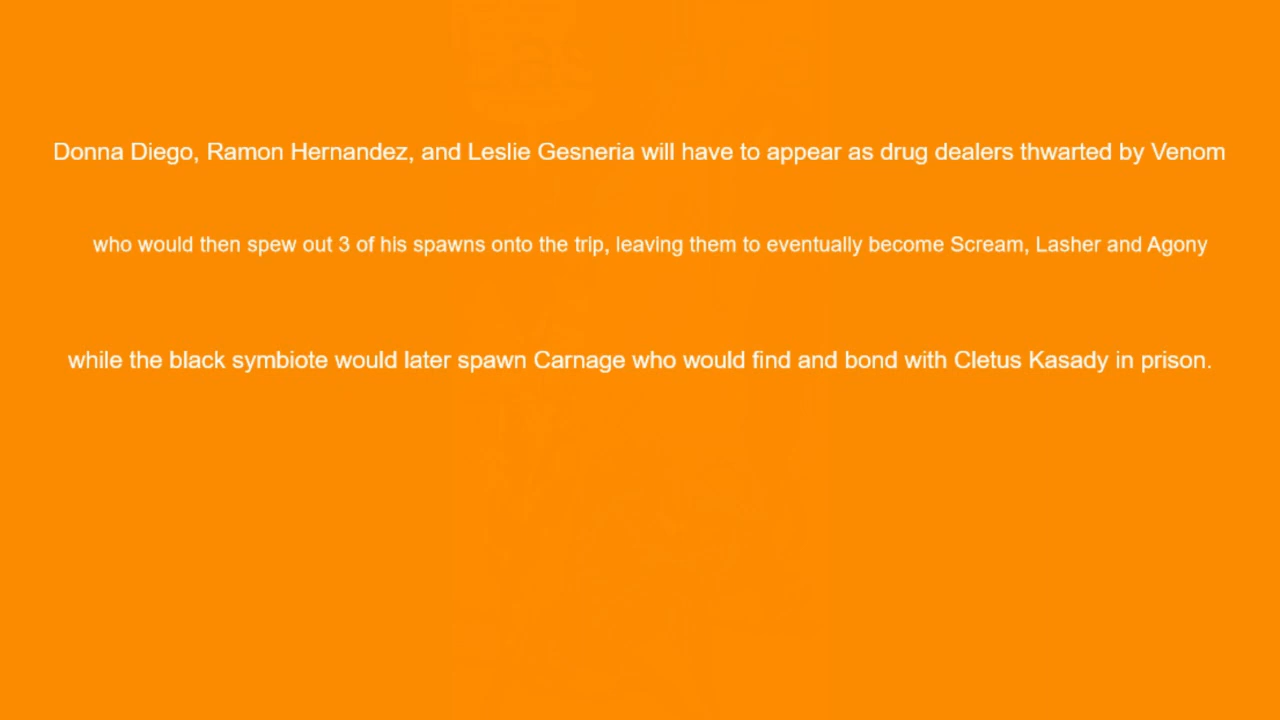 Donna Diego, Ramon Hernandez, and Leslie Gesneria will have to appear as drug dealers thwarted by Venom
who would then spew out 3 of his spawns onto the trip, leaving them to eventually become Scream, Lasher and Agony
while the black symbiote would later spawn Carnage who would find and bond with Cletus Kasady in prison.